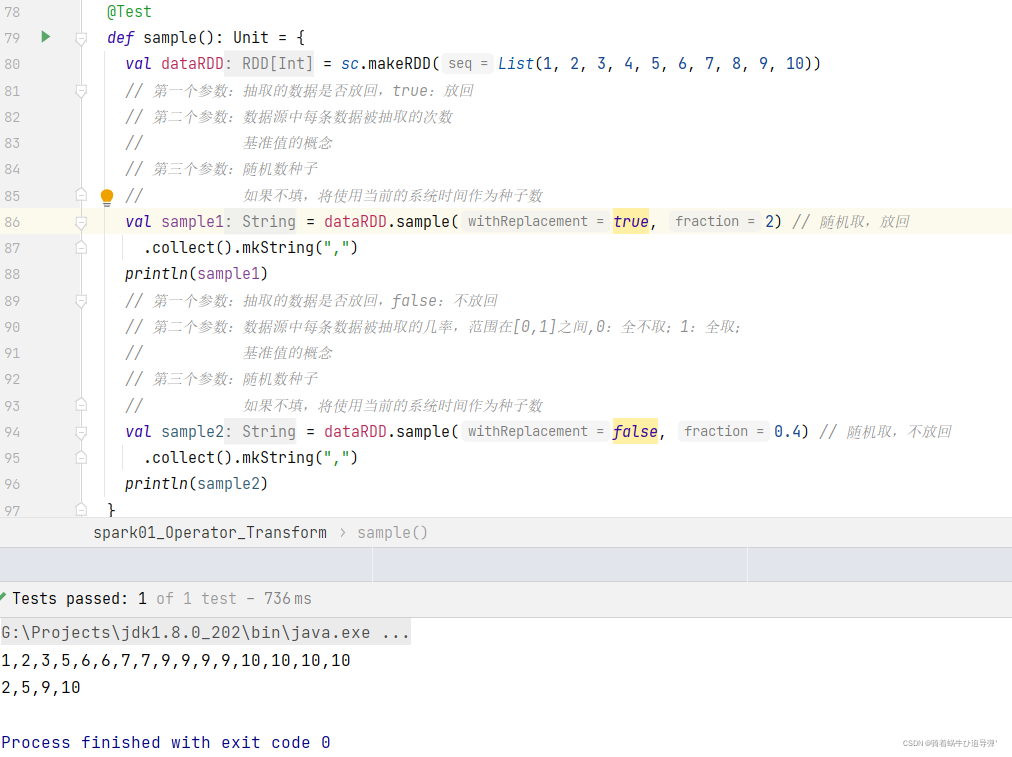 78 @Test
79 def sample(): Unit = {
80 val dataRDD: RDD[Int] = sc.makeRDD( seq = List(1, 2, 3, 4, 5, 6, 7, 8, 9, 10))
81 // 第一个参数：抽取的数据是否放回，true：放回
82 // 第二个参数：数据源中每条数据被抽取的次数
83 // 基准值的概念
84 // 第三个参数：随机数种子
85 // 如果不填，将使用当前的系统时间作为种子数
86 val sample1: String = dataRDD.sample( withReplacement = true, fraction = 2) // 随机取，放回
87 .collect().mkString(",")
88 println(sample1)
89 // 第一个参数：抽取的数据是否放回，false：不放回
90 // 第二个参数：数据源中每条数据被抽取的几率，范围在[0,1]之间,0：全不取；1：全取；
91 // 基准值的概念
92 // 第三个参数：随机数种子
93 // 如果不填，将使用当前的系统时间作为种子数
94 val sample2: String = dataRDD.sample( withReplacement = false, fraction = 0.4) // 随机取，不放回
95 .collect().mkString(",")
96 println(sample2)
97 }
spark01_Operator_Transform › sample()
Tests passed: 1 of 1 test – 736 ms
G:\Projects\jdk1.8.0_202\bin\java.exe ...
1,2,3,5,6,6,7,7,9,9,9,9,10,10,10,10
2,5,9,10
Process finished with exit code 0
CSDN @骑着蜗牛ひ追导弹'